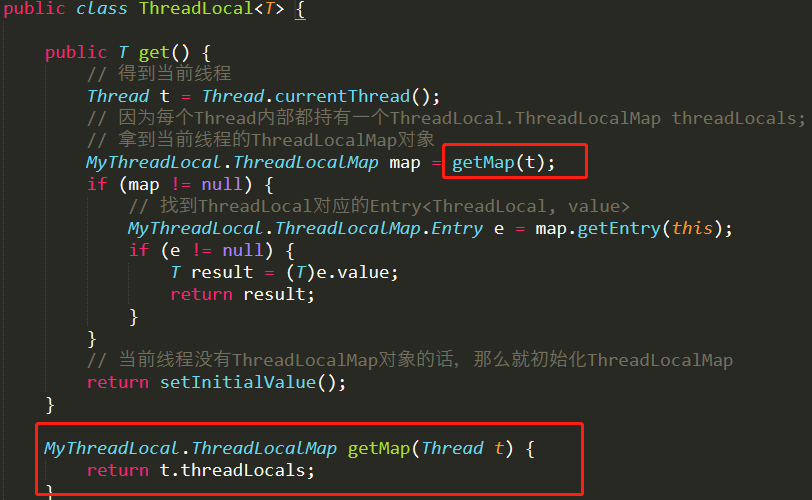 public class ThreadLocal<T> {
public T get() {
// 得到当前线程
Thread t = Thread.currentThread();
// 因为每个Thread内部都持有一个ThreadLocal.ThreadLocalMap threadLocals;
// 拿到当前线程的ThreadLocalMap对象
MyThreadLocal.ThreadLocalMap map = getMap(t);
if (map != null) {
// 找到ThreadLocal对应的Entry<ThreadLocal, value>
MyThreadLocal.ThreadLocalMap.Entry e = map.getEntry(this);
if (e != null) {
T result = (T)e.value;
return result;
}
}
// 当前线程没有ThreadLocalMap对象的话, 那么就初始化ThreadLocalMap
return setInitialValue();
}
MyThreadLocal.ThreadLocalMap getMap(Thread t) {
return t.threadLocals;
}